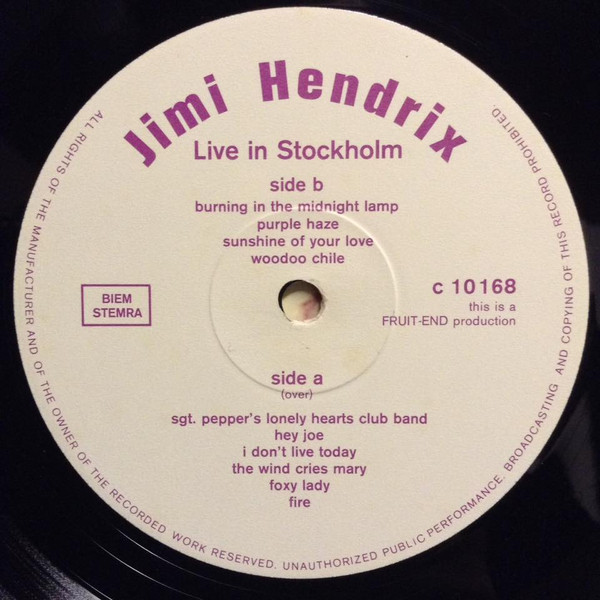 Jimi Hendrix
Live in Stockholm
side b
burning in the midnight lamp
purple haze
sunshine of your love
woodoo chile
BIEM
STEMRA
c 10168
this is a
FRUIT-END production
side a
(over)
sgt. pepper's lonely hearts club band
hey joe
i don't live today
the wind cries mary
foxy lady
fire
ALL RIGHTS OF THE MANUFACTURER AND OF THE OWNER OF THE RECORDED WORK RESERVED. UNAUTHORIZED PUBLIC PERFORMANCE, BROADCASTING AND COPYING OF THIS RECORD PROHIBITED.